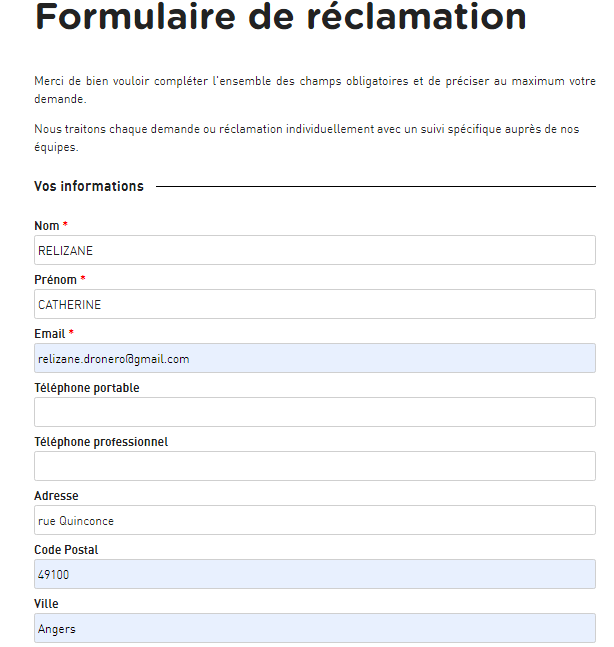 Formulaire de réclamation
Merci de bien vouloir compléter l'ensemble des champs obligatoires et de préciser au maximum votre
demande.
Nous traitons chaque demande ou réclamation individuellement avec un suivi spécifique auprès de nos
équipes.
Vos informations
Nom *
RELIZANE
Prénom *
CATHERINE
Email *
relizane.dronero@gmail.com
Téléphone portable
Téléphone professionnel
Adresse
rue Quinconce
Code Postal
49100
Ville
Angers